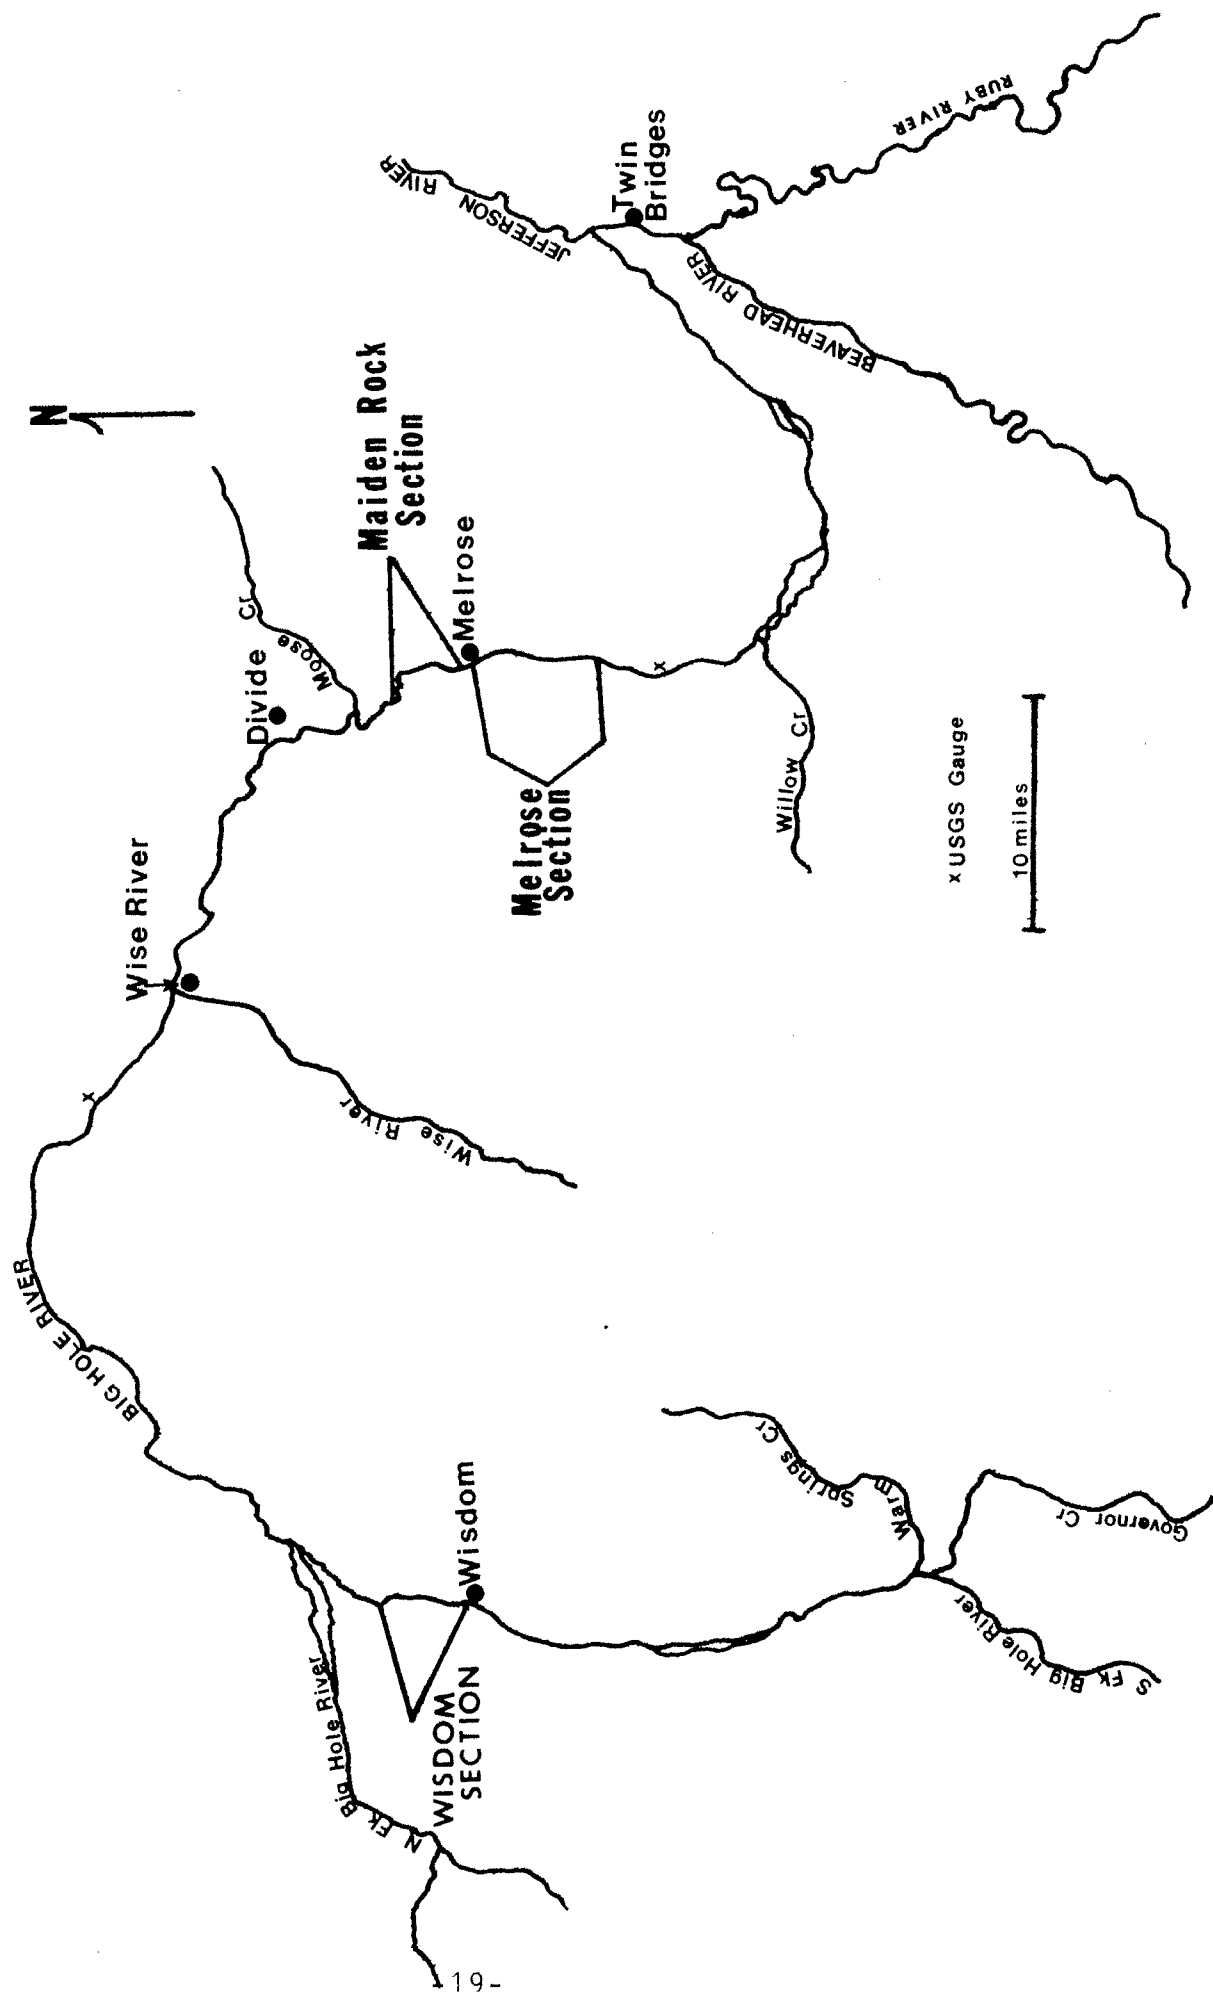 N
BIG HOLE RIVER
Wise River
Wise River
Divide
Moose Cr
Maiden Rock
Section
Melrose
Melrose
Section
JEFFERSON RIVER
Twin
Bridges
BEAVERHEAD RIVER
RUBY RIVER
Willow Cr
x USGS Gauge
10 miles
N Fk Big Hole River
WISDOM
SECTION
Wisdom
Warm Springs Cr
Governor Cr
S Fk Big Hole River
-19-